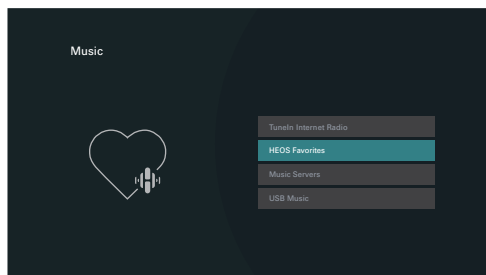 Music
TuneIn Internet Radio
HEOS Favorites
Music Servers
USB Music